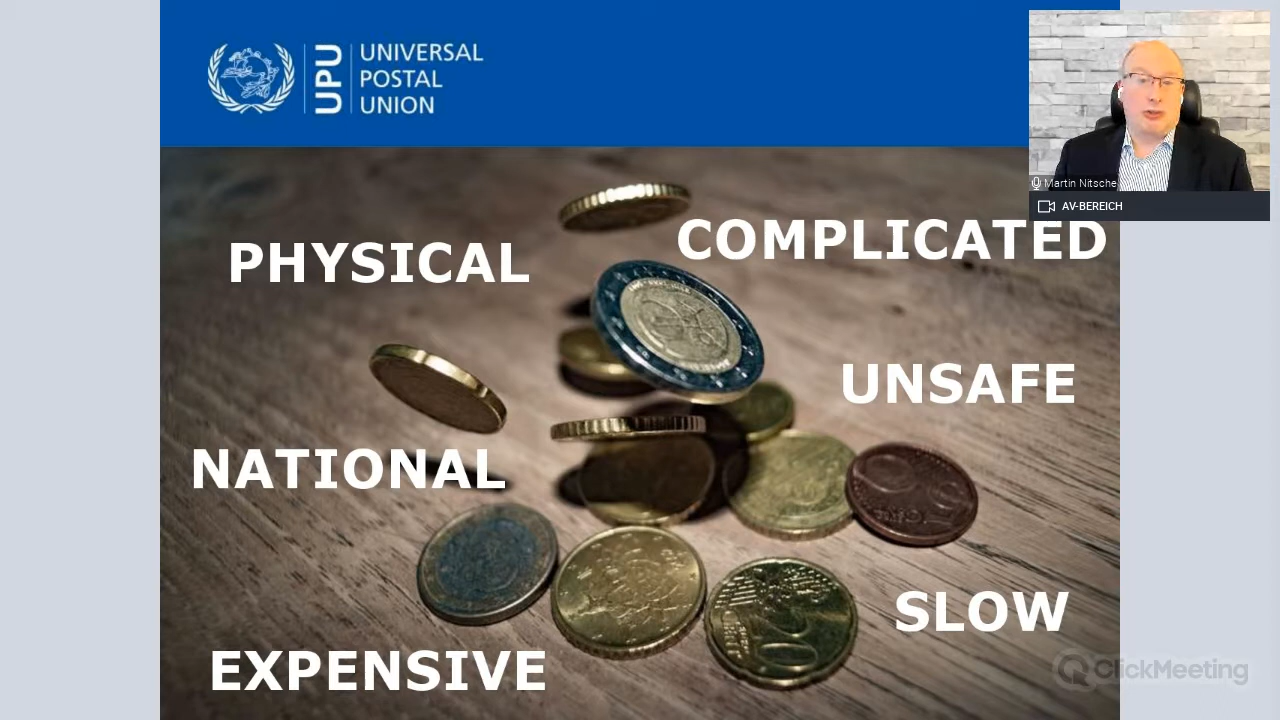 UPU
UNIVERSAL
POSTAL
UNION
Martin Nitsche
AV-BEREICH
COMPLICATED
PHYSICAL
UNSAFE
NATIONAL
SLOW
EXPENSIVE
ClickMeeting